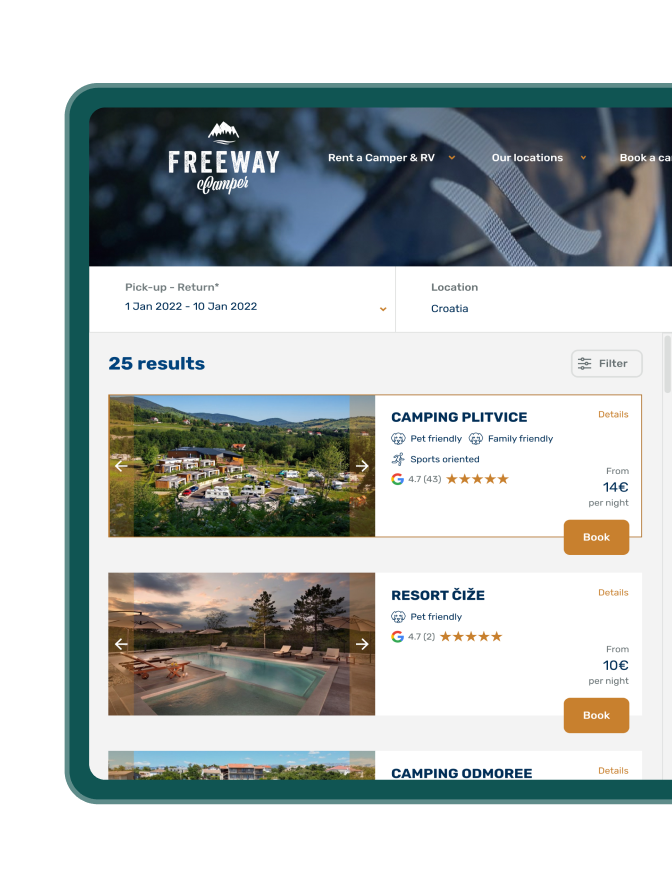 FREEWAY
Camper
Rent a Camper & RV
Our locations
Book a ca
Pick-up - Return*
1 Jan 2022 - 10 Jan 2022
Location
Croatia
25 results
Filter
CAMPING PLITVICE
Details
Pet friendly
Family friendly
Sports oriented
4.7 (43)
From
14€
per night
Book
RESORT ČIŽE
Details
Pet friendly
4.7 (2)
From
10€
per night
Book
CAMPING ODMOREE
Details